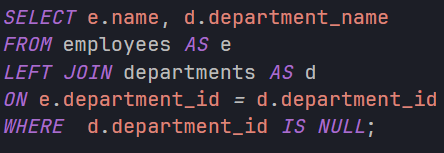 SELECT e.name, d.department_name
FROM employees AS e
LEFT JOIN departments AS d
ON e.department_id = d.department_id
WHERE  d.department_id IS NULL;